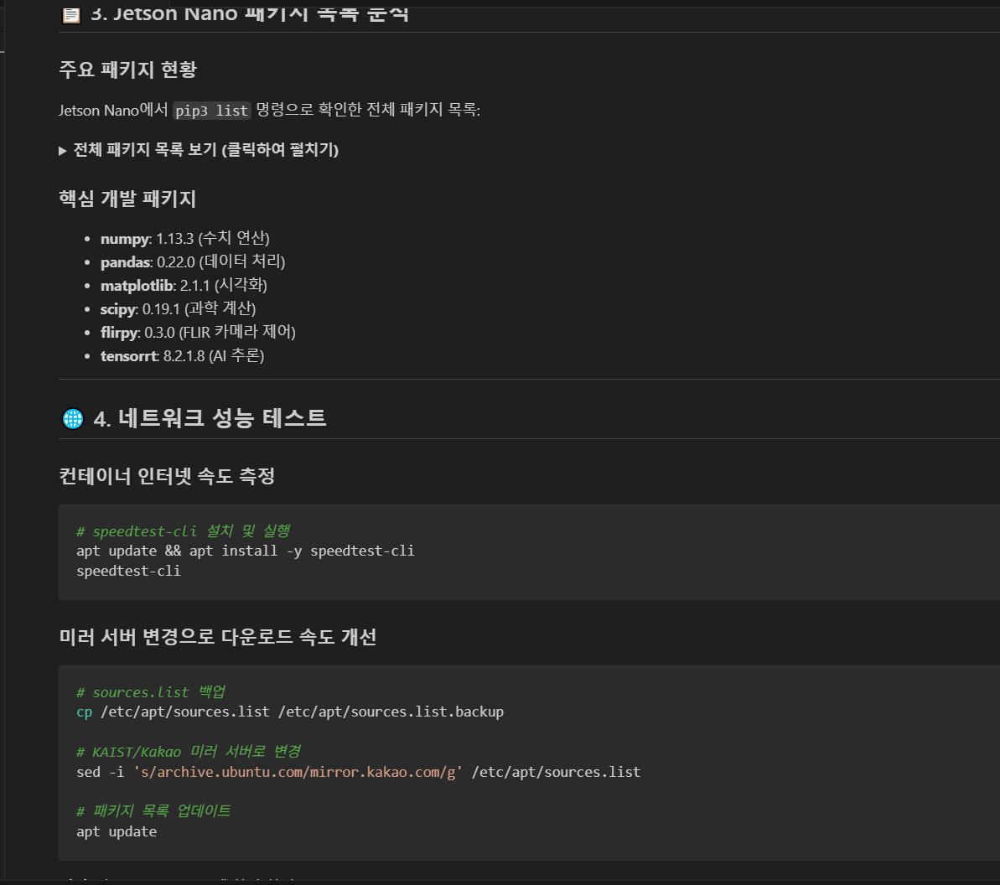 3. Jetson Nano 패키지 목록 분석
주요 패키지 현황
Jetson Nano에서 pip3 list 명령으로 확인한 전체 패키지 목록:
전체 패키지 목록 보기 (클릭하여 펼치기)
핵심 개발 패키지
numpy: 1.13.3 (수치 연산)
pandas: 0.22.0 (데이터 처리)
matplotlib: 2.1.1 (시각화)
scipy: 0.19.1 (과학 계산)
flirpy: 0.3.0 (FLIR 카메라 제어)
tensorrt: 8.2.1.8 (AI 추론)
4. 네트워크 성능 테스트
컨테이너 인터넷 속도 측정
# speedtest-cli 설치 및 실행
apt update && apt install -y speedtest-cli
speedtest-cli
미러 서버 변경으로 다운로드 속도 개선
# sources.list 백업
cp /etc/apt/sources.list /etc/apt/sources.list.backup
# KAIST/Kakao 미러 서버로 변경
sed -i 's/archive.ubuntu.com/mirror.kakao.com/g' /etc/apt/sources.list
# 패키지 목록 업데이트
apt update